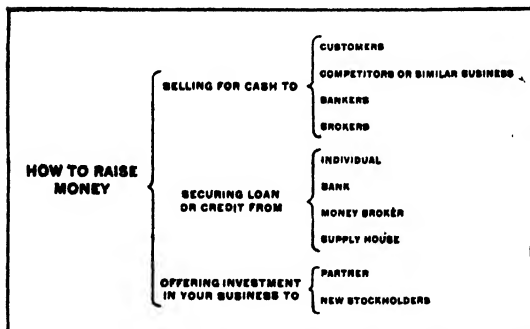 HOW TO RAISE
MONEY
SELLING FOR CASH TO
CUSTOMERS
COMPETITORS OR SIMILAR BUSINESS
BANKERS
BROKERS
SECURING LOAN
OR CREDIT FROM
INDIVIDUAL
BANK
MONEY BROKER
SUPPLY HOUSE
OFFERING INVESTMENT
IN YOUR BUSINESS TO
PARTNER
NEW STOCKHOLDERS